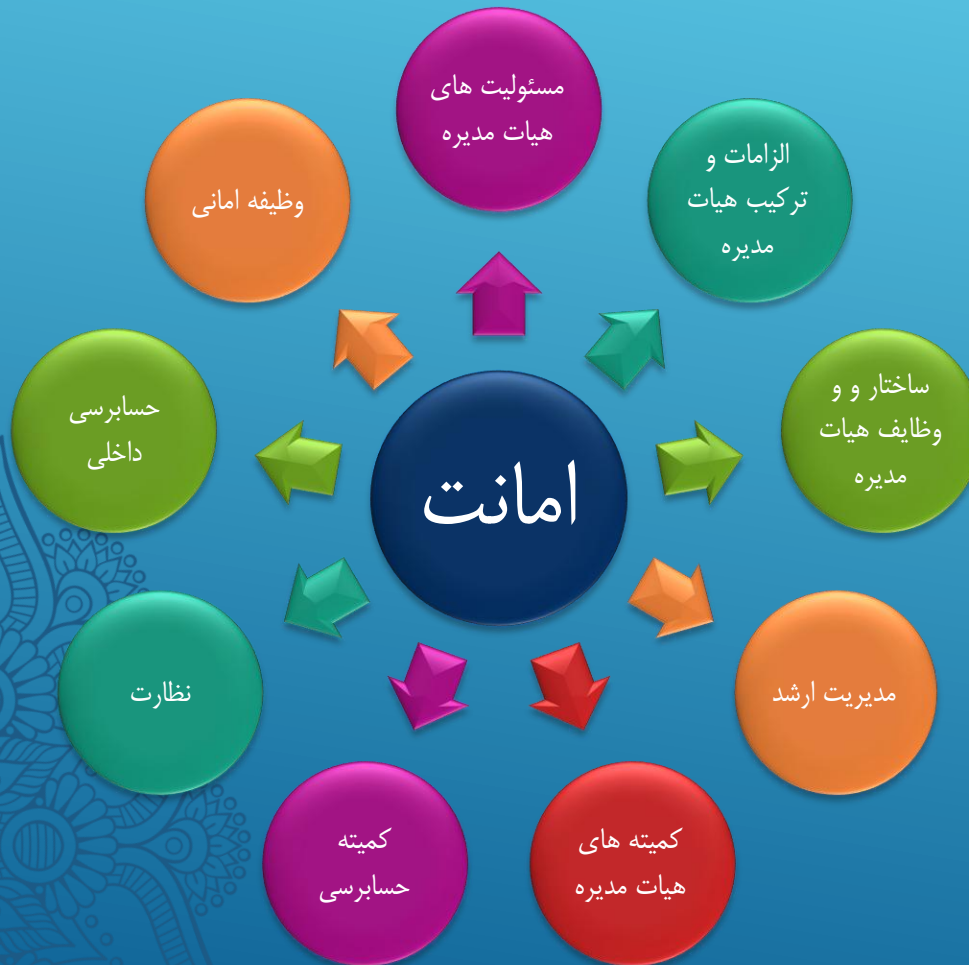 مسئولیت های
هیات مدیره
الزامات و
ترکیب هیات
مدیره
ساختار و و
وظایف هیات
مدیره
مدیریت ارشد
کمیته های
هیات مدیره
کمیته
حسابرسی
نظارت
حسابرسی
داخلی
وظیفه امانی
امانت